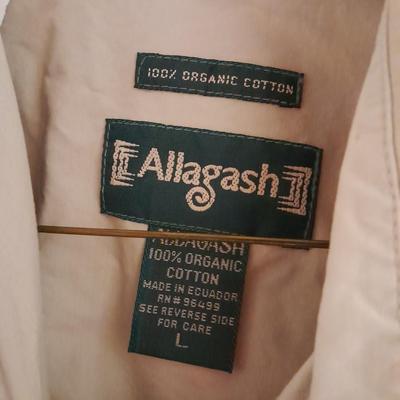 100% ORGANIC COTTON
Allagash
ALLAGASH
100% ORGANIC
COTTON
MADE IN ECUADOR
RN# 96499
SEE REVERSE SIDE
FOR CARE
L